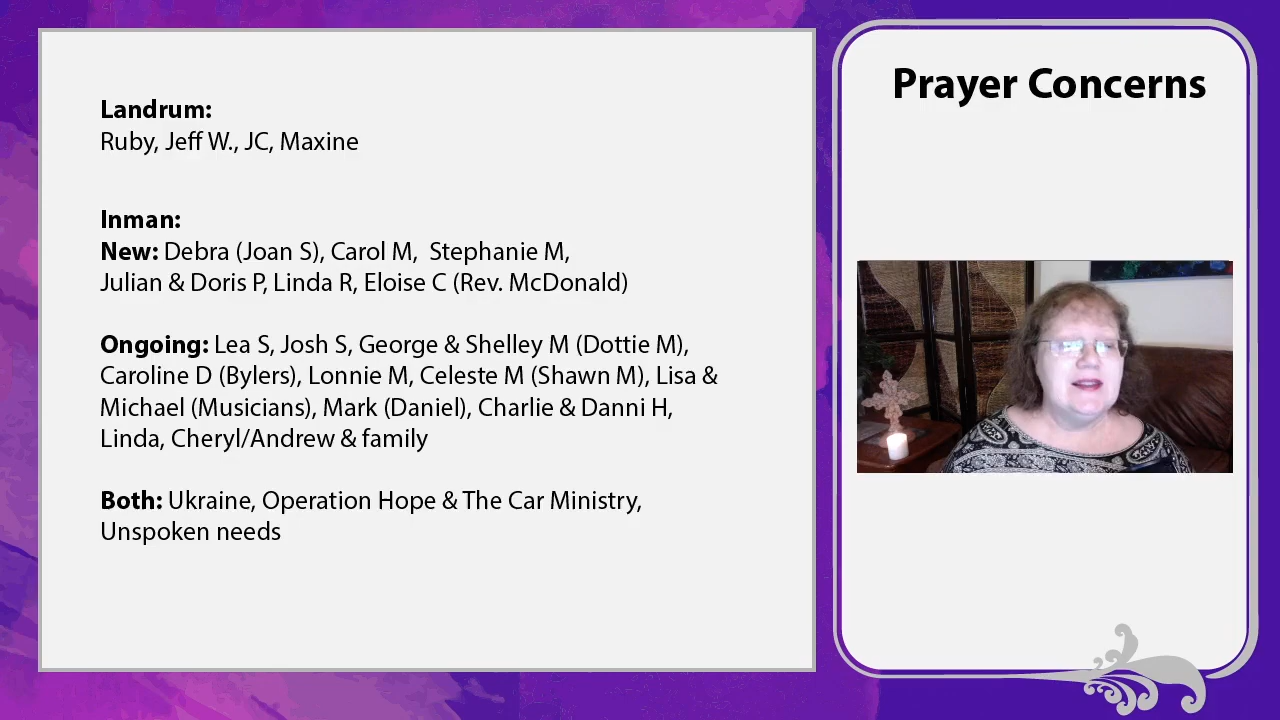 Prayer Concerns
Landrum:
Ruby, Jeff W., JC, Maxine
Inman:
New: Debra (Joan S), Carol M,  Stephanie M,
Julian & Doris P, Linda R, Eloise C (Rev. McDonald)
Ongoing: Lea S, Josh S, George & Shelley M (Dottie M),
Caroline D (Bylers), Lonnie M, Celeste M (Shawn M), Lisa &
Michael (Musicians), Mark (Daniel), Charlie & Danni H,
Linda, Cheryl/Andrew & family
Both: Ukraine, Operation Hope & The Car Ministry,
Unspoken needs